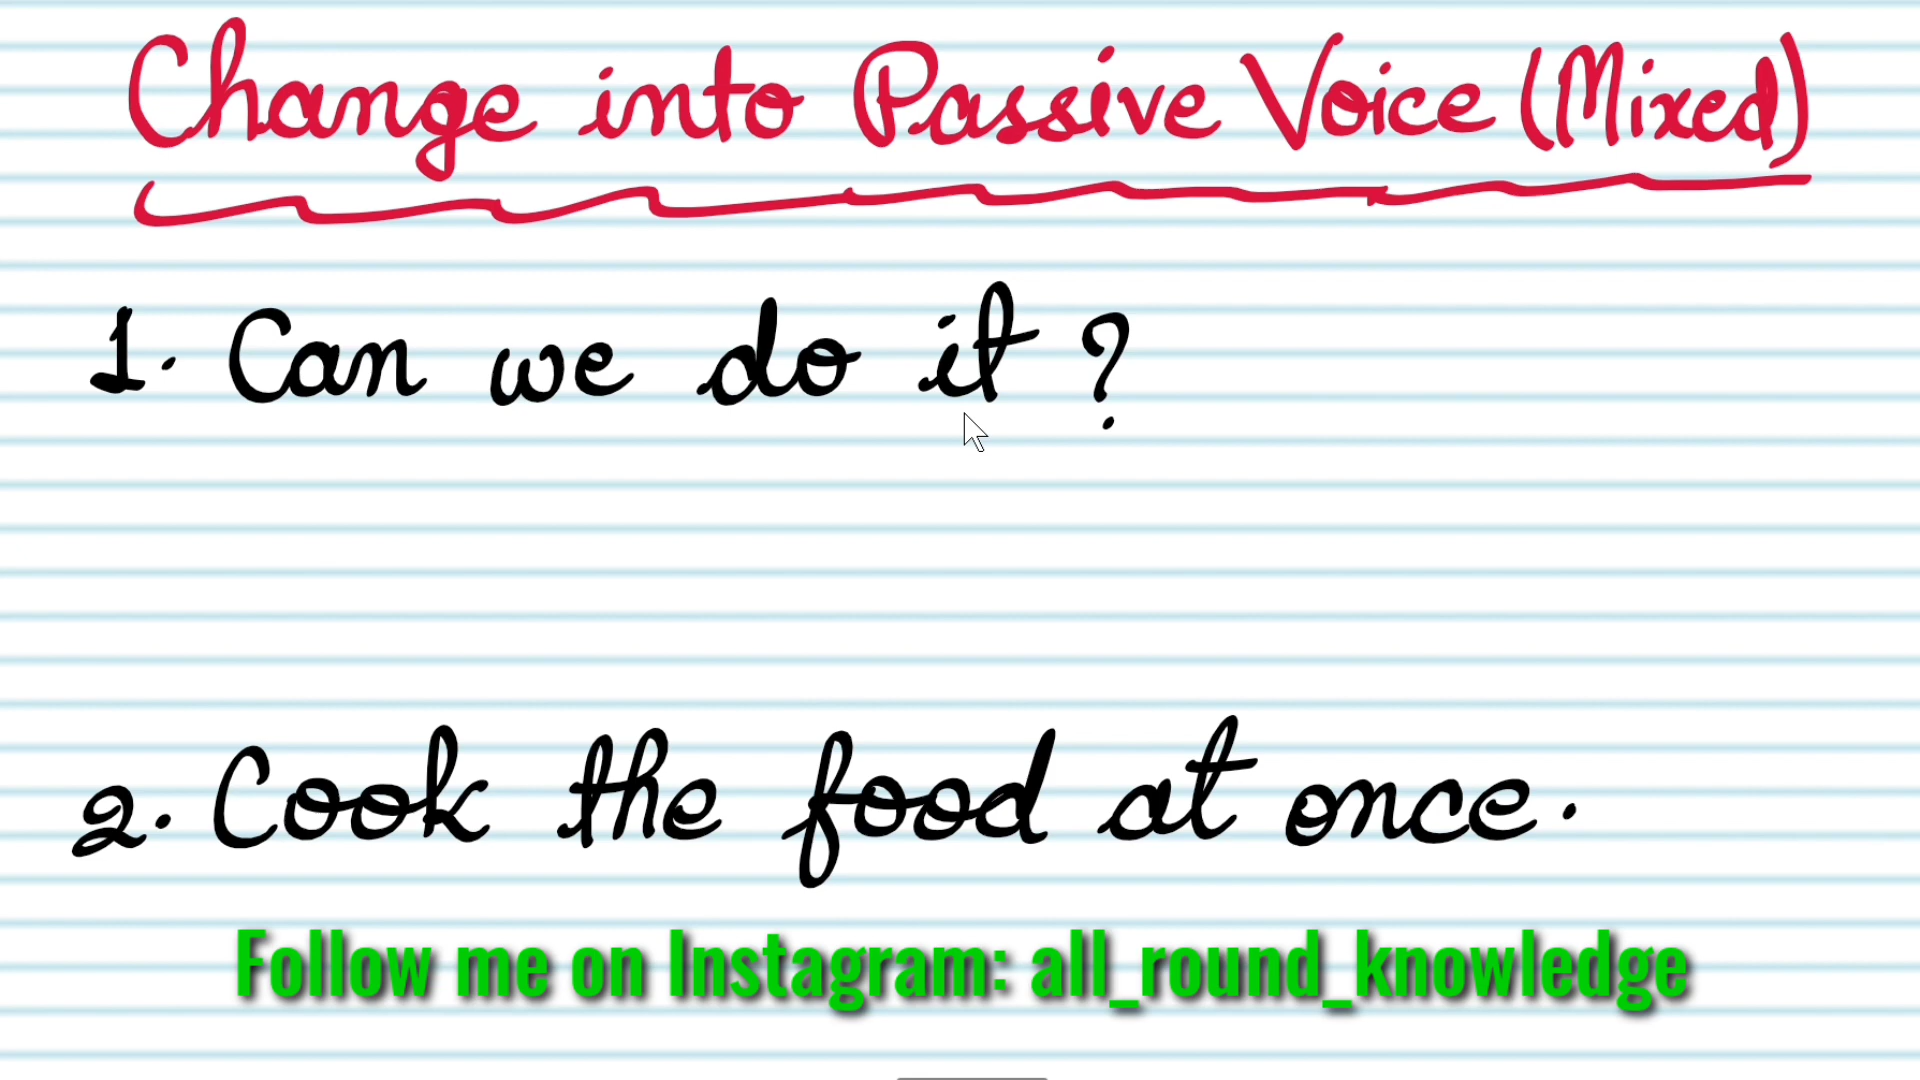 Change into Passive Voice (Mixed)
1. Can we do it ?
2. Cook the food at once.
Follow me on Instagram: all_round_knowledge